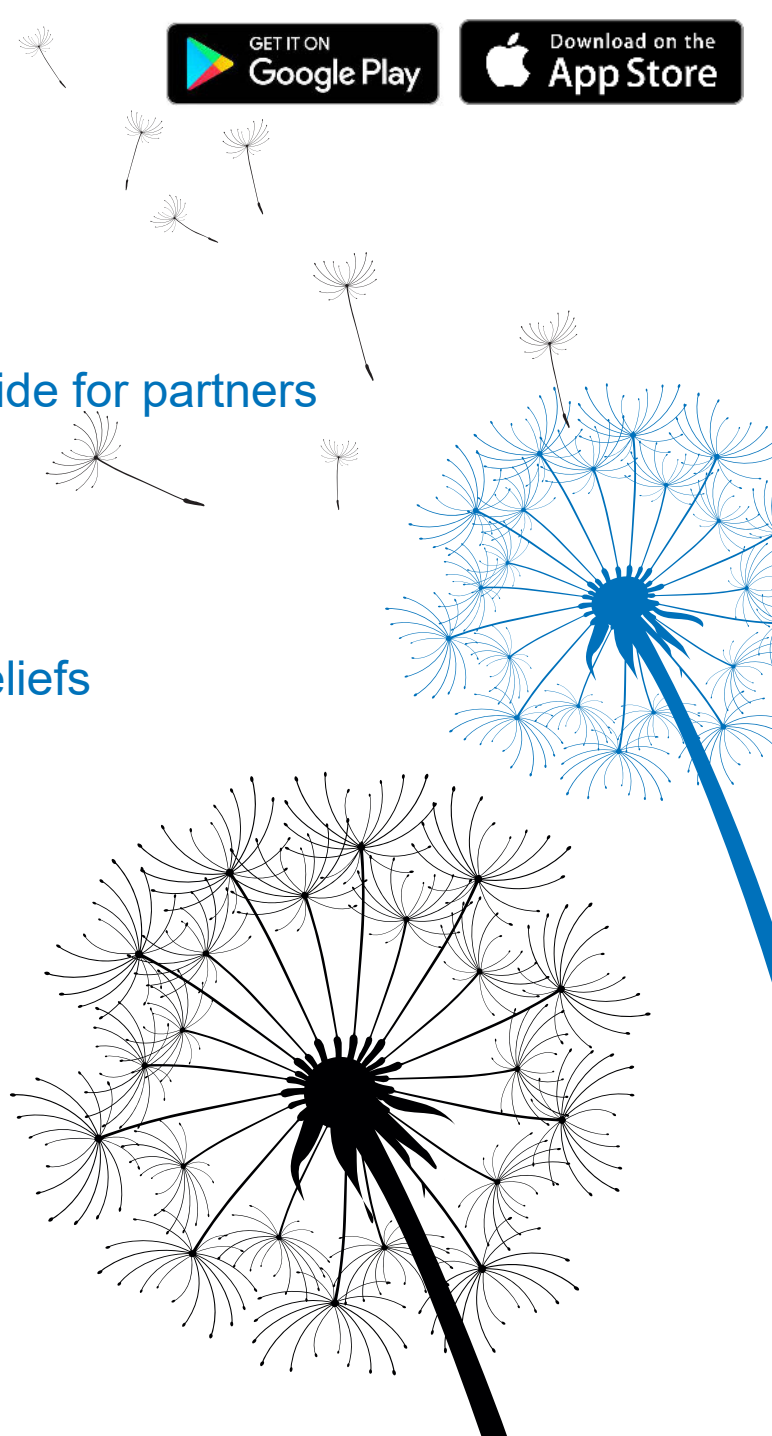 GET IT ON
Google Play
Download on the
App Store
ide for partners
eliefs